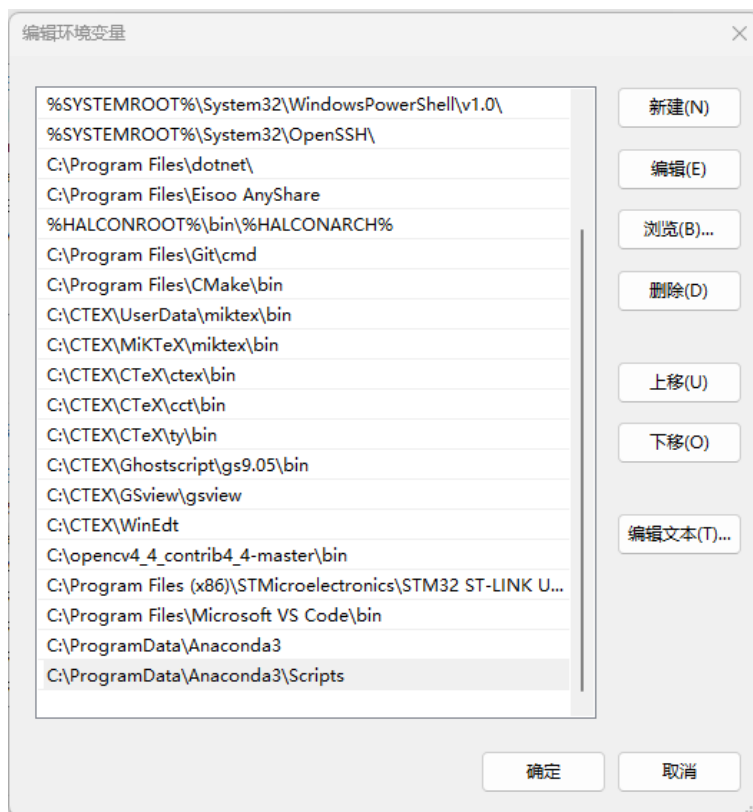 编辑环境变量
%SYSTEMROOT%\System32\WindowsPowerShell\v1.0\
%SYSTEMROOT%\System32\OpenSSH\
C:\Program Files\dotnet\
C:\Program Files\Eisoo AnyShare
%HALCONROOT%\bin\%HALCONARCH%
C:\Program Files\Git\cmd
C:\Program Files\CMake\bin
C:\CTEX\UserData\miktex\bin
C:\CTEX\MiKTeX\miktex\bin
C:\CTEX\CTeX\ctex\bin
C:\CTEX\CTeX\cct\bin
C:\CTEX\CTeX\ty\bin
C:\CTEX\Ghostscript\gs9.05\bin
C:\CTEX\GSview\gsview
C:\CTEX\WinEdt
C:\opencv4_4_contrib4_4-master\bin
C:\Program Files (x86)\STMicroelectronics\STM32 ST-LINK U...
C:\Program Files\Microsoft VS Code\bin
C:\ProgramData\Anaconda3
C:\ProgramData\Anaconda3\Scripts
新建(N)
编辑(E)
浏览(B)...
删除(D)
上移(U)
下移(O)
编辑文本(T)...
确定
取消